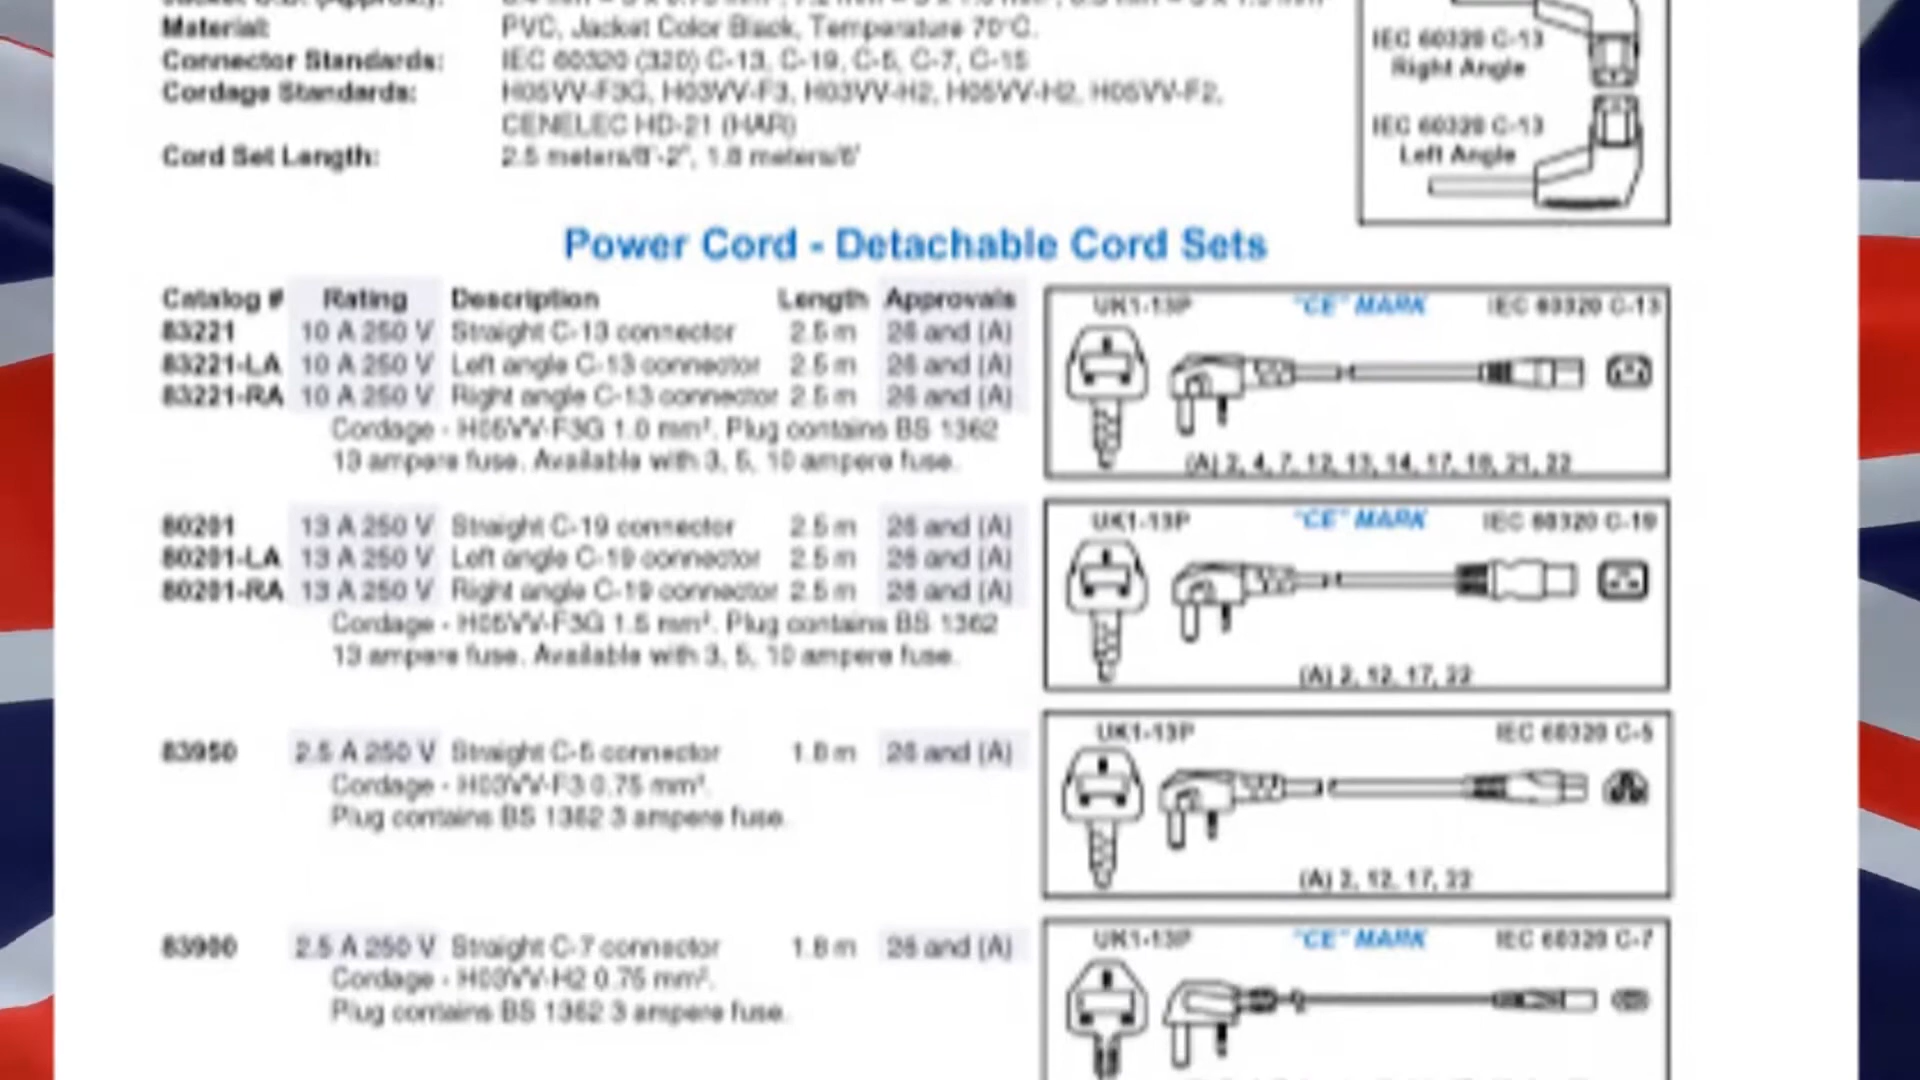 Material: PVC, Jacket Color Black, Temperature 70°C.
Connector Standards: IEC 60320 (320) C-13, C-19, C-5, C-7, C-15
Cordage Standards: H05VV-F3G, H03VV-F3, H03VV-H2, H05VV-H2, H05VV-F2,
CENELEC HD-21 (HAR)
Cord Set Length: 2.5 meters/8'-2", 1.8 meters/6'
IEC 60320 C-13
Right Angle
IEC 60320 C-13
Left Angle
Power Cord - Detachable Cord Sets
Catalog # Rating Description Length Approvals
83221 10 A 250 V Straight C-13 connector 2.5 m 26 and (A)
83221-LA 10 A 250 V Left angle C-13 connector 2.5 m 26 and (A)
83221-RA 10 A 250 V Right angle C-13 connector 2.5 m 26 and (A)
Cordage - H05VV-F3G 1.0 mm². Plug contains BS 1362
13 ampere fuse. Available with 3, 5, 10 ampere fuse.
UK1-13P "CE" MARK IEC 60320 C-13
(A) 2, 4, 7, 12, 13, 14, 17, 18, 21, 22
80201 13 A 250 V Straight C-19 connector 2.5 m 26 and (A)
80201-LA 13 A 250 V Left angle C-19 connector 2.5 m 26 and (A)
80201-RA 13 A 250 V Right angle C-19 connector 2.5 m 26 and (A)
Cordage - H05VV-F3G 1.5 mm². Plug contains BS 1362
13 ampere fuse. Available with 3, 5, 10 ampere fuse.
UK1-13P "CE" MARK IEC 60320 C-19
(A) 2, 12, 17, 22
83950 2.5 A 250 V Straight C-5 connector 1.8 m 26 and (A)
Cordage - H03VV-F3 0.75 mm².
Plug contains BS 1362 3 ampere fuse.
UK1-13P IEC 60320 C-5
(A) 2, 12, 17, 22
83900 2.5 A 250 V Straight C-7 connector 1.8 m 26 and (A)
Cordage - H03VV-H2 0.75 mm².
Plug contains BS 1362 3 ampere fuse.
UK1-13P "CE" MARK IEC 60320 C-7